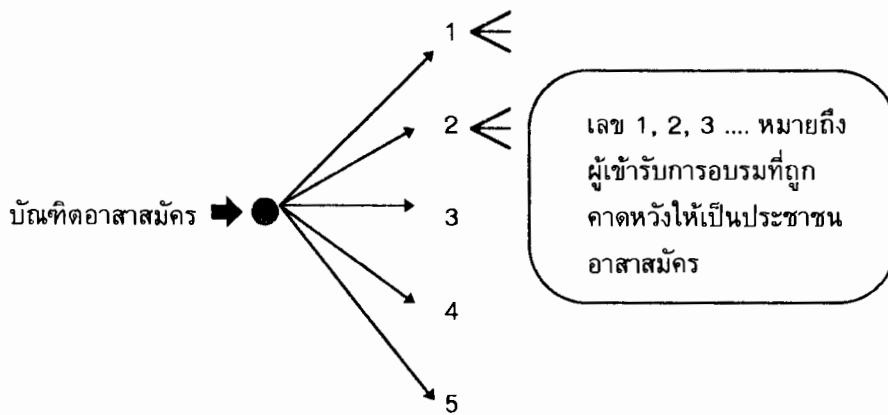 1
2
เลข 1, 2, 3 .... หมายถึง
ผู้เข้ารับการอบรมที่ถูก
คาดหวังให้เป็นประชาชน
อาสาสมัคร
บัณฑิตอาสาสมัคร
3
4
5